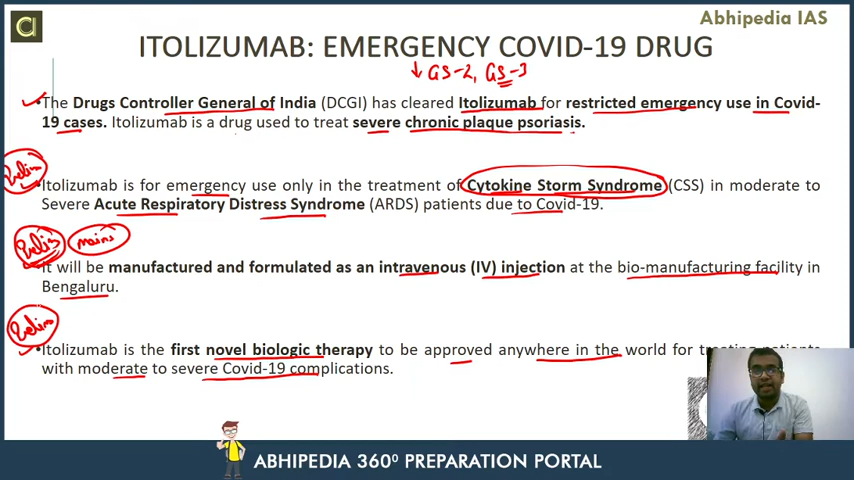 Abhipedia IAS
ITOLIZUMAB: EMERGENCY COVID-19 DRUG
↓ GS-2, GS-3
•The Drugs Controller General of India (DCGI) has cleared Itolizumab for restricted emergency use in Covid-
19 cases. Itolizumab is a drug used to treat severe chronic plaque psoriasis.
Prelims
•Itolizumab is for emergency use only in the treatment of Cytokine Storm Syndrome (CSS) in moderate to
Severe Acute Respiratory Distress Syndrome (ARDS) patients due to Covid-19.
Prelims mains
•It will be manufactured and formulated as an intravenous (IV) injection at the bio-manufacturing facility in
Bengaluru.
Prelims
•Itolizumab is the first novel biologic therapy to be approved anywhere in the world for treating patients
with moderate to severe Covid-19 complications.
ABHIPEDIA 360⁰ PREPARATION PORTAL